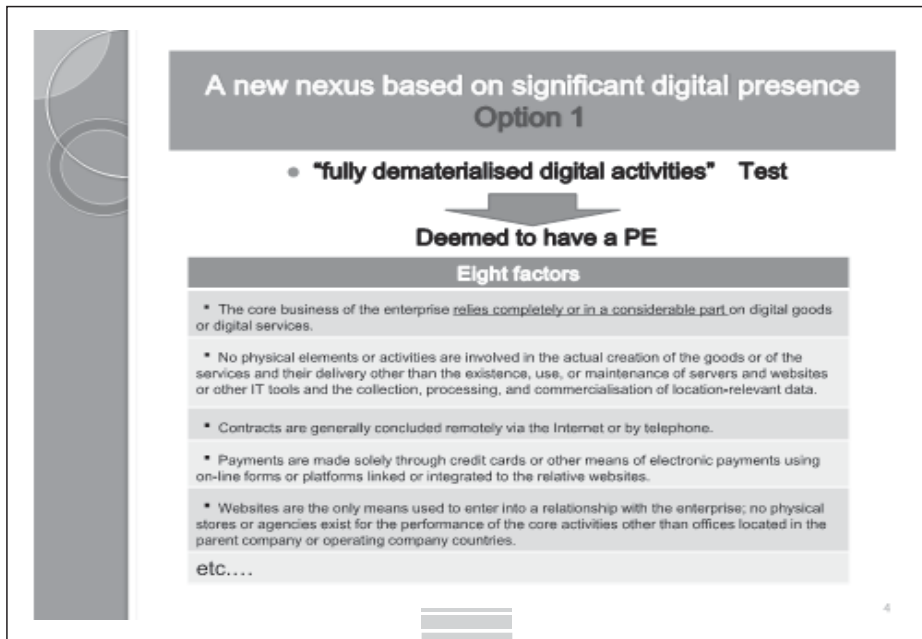 A new nexus based on significant digital presence
Option 1
• “fully dematerialised digital activities” Test
Deemed to have a PE
Eight factors
▪ The core business of the enterprise relies completely or in a considerable part on digital goods
or digital services.
▪ No physical elements or activities are involved in the actual creation of the goods or of the
services and their delivery other than the existence, use, or maintenance of servers and websites
or other IT tools and the collection, processing, and commercialisation of location-relevant data.
▪ Contracts are generally concluded remotely via the Internet or by telephone.
▪ Payments are made solely through credit cards or other means of electronic payments using
on-line forms or platforms linked or integrated to the relative websites.
▪ Websites are the only means used to enter into a relationship with the enterprise; no physical
stores or agencies exist for the performance of the core activities other than offices located in the
parent company or operating company countries.
etc....
4